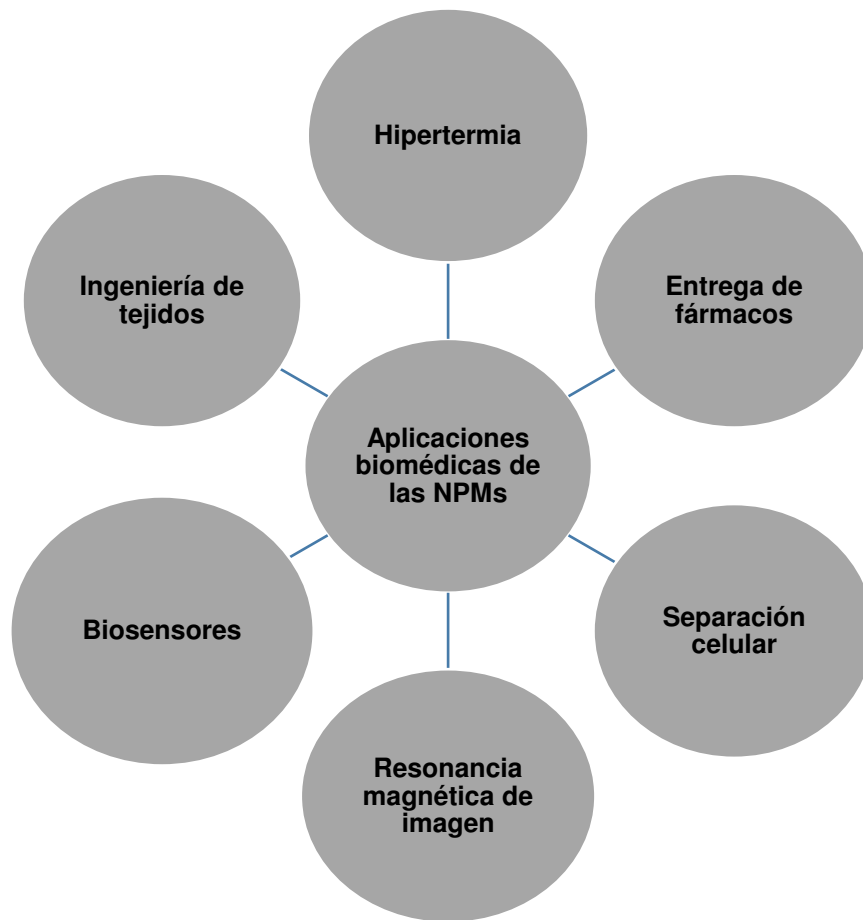 Hipertermia
Ingeniería de
tejidos
Entrega de
fármacos
Aplicaciones
biomédicas de
las NPMs
Biosensores
Separación
celular
Resonancia
magnética de
imagen